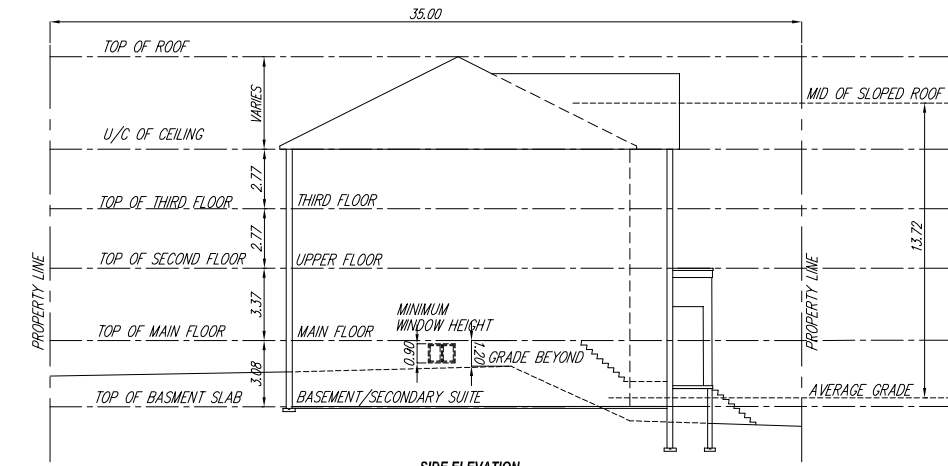 35.00
TOP OF ROOF
MID OF SLOPED ROOF
VARIES
U/C OF CEILING
2.77
TOP OF THIRD FLOOR
THIRD FLOOR
2.77
13.72
TOP OF SECOND FLOOR
UPPER FLOOR
PROPERTY LINE
PROPERTY LINE
3.37
MINIMUM
WINDOW HEIGHT
TOP OF MAIN FLOOR
MAIN FLOOR
0.90
1.20
GRADE BEYOND
3.08
TOP OF BASMENT SLAB
BASEMENT/SECONDARY SUITE
AVERAGE GRADE
SIDE ELEVATION